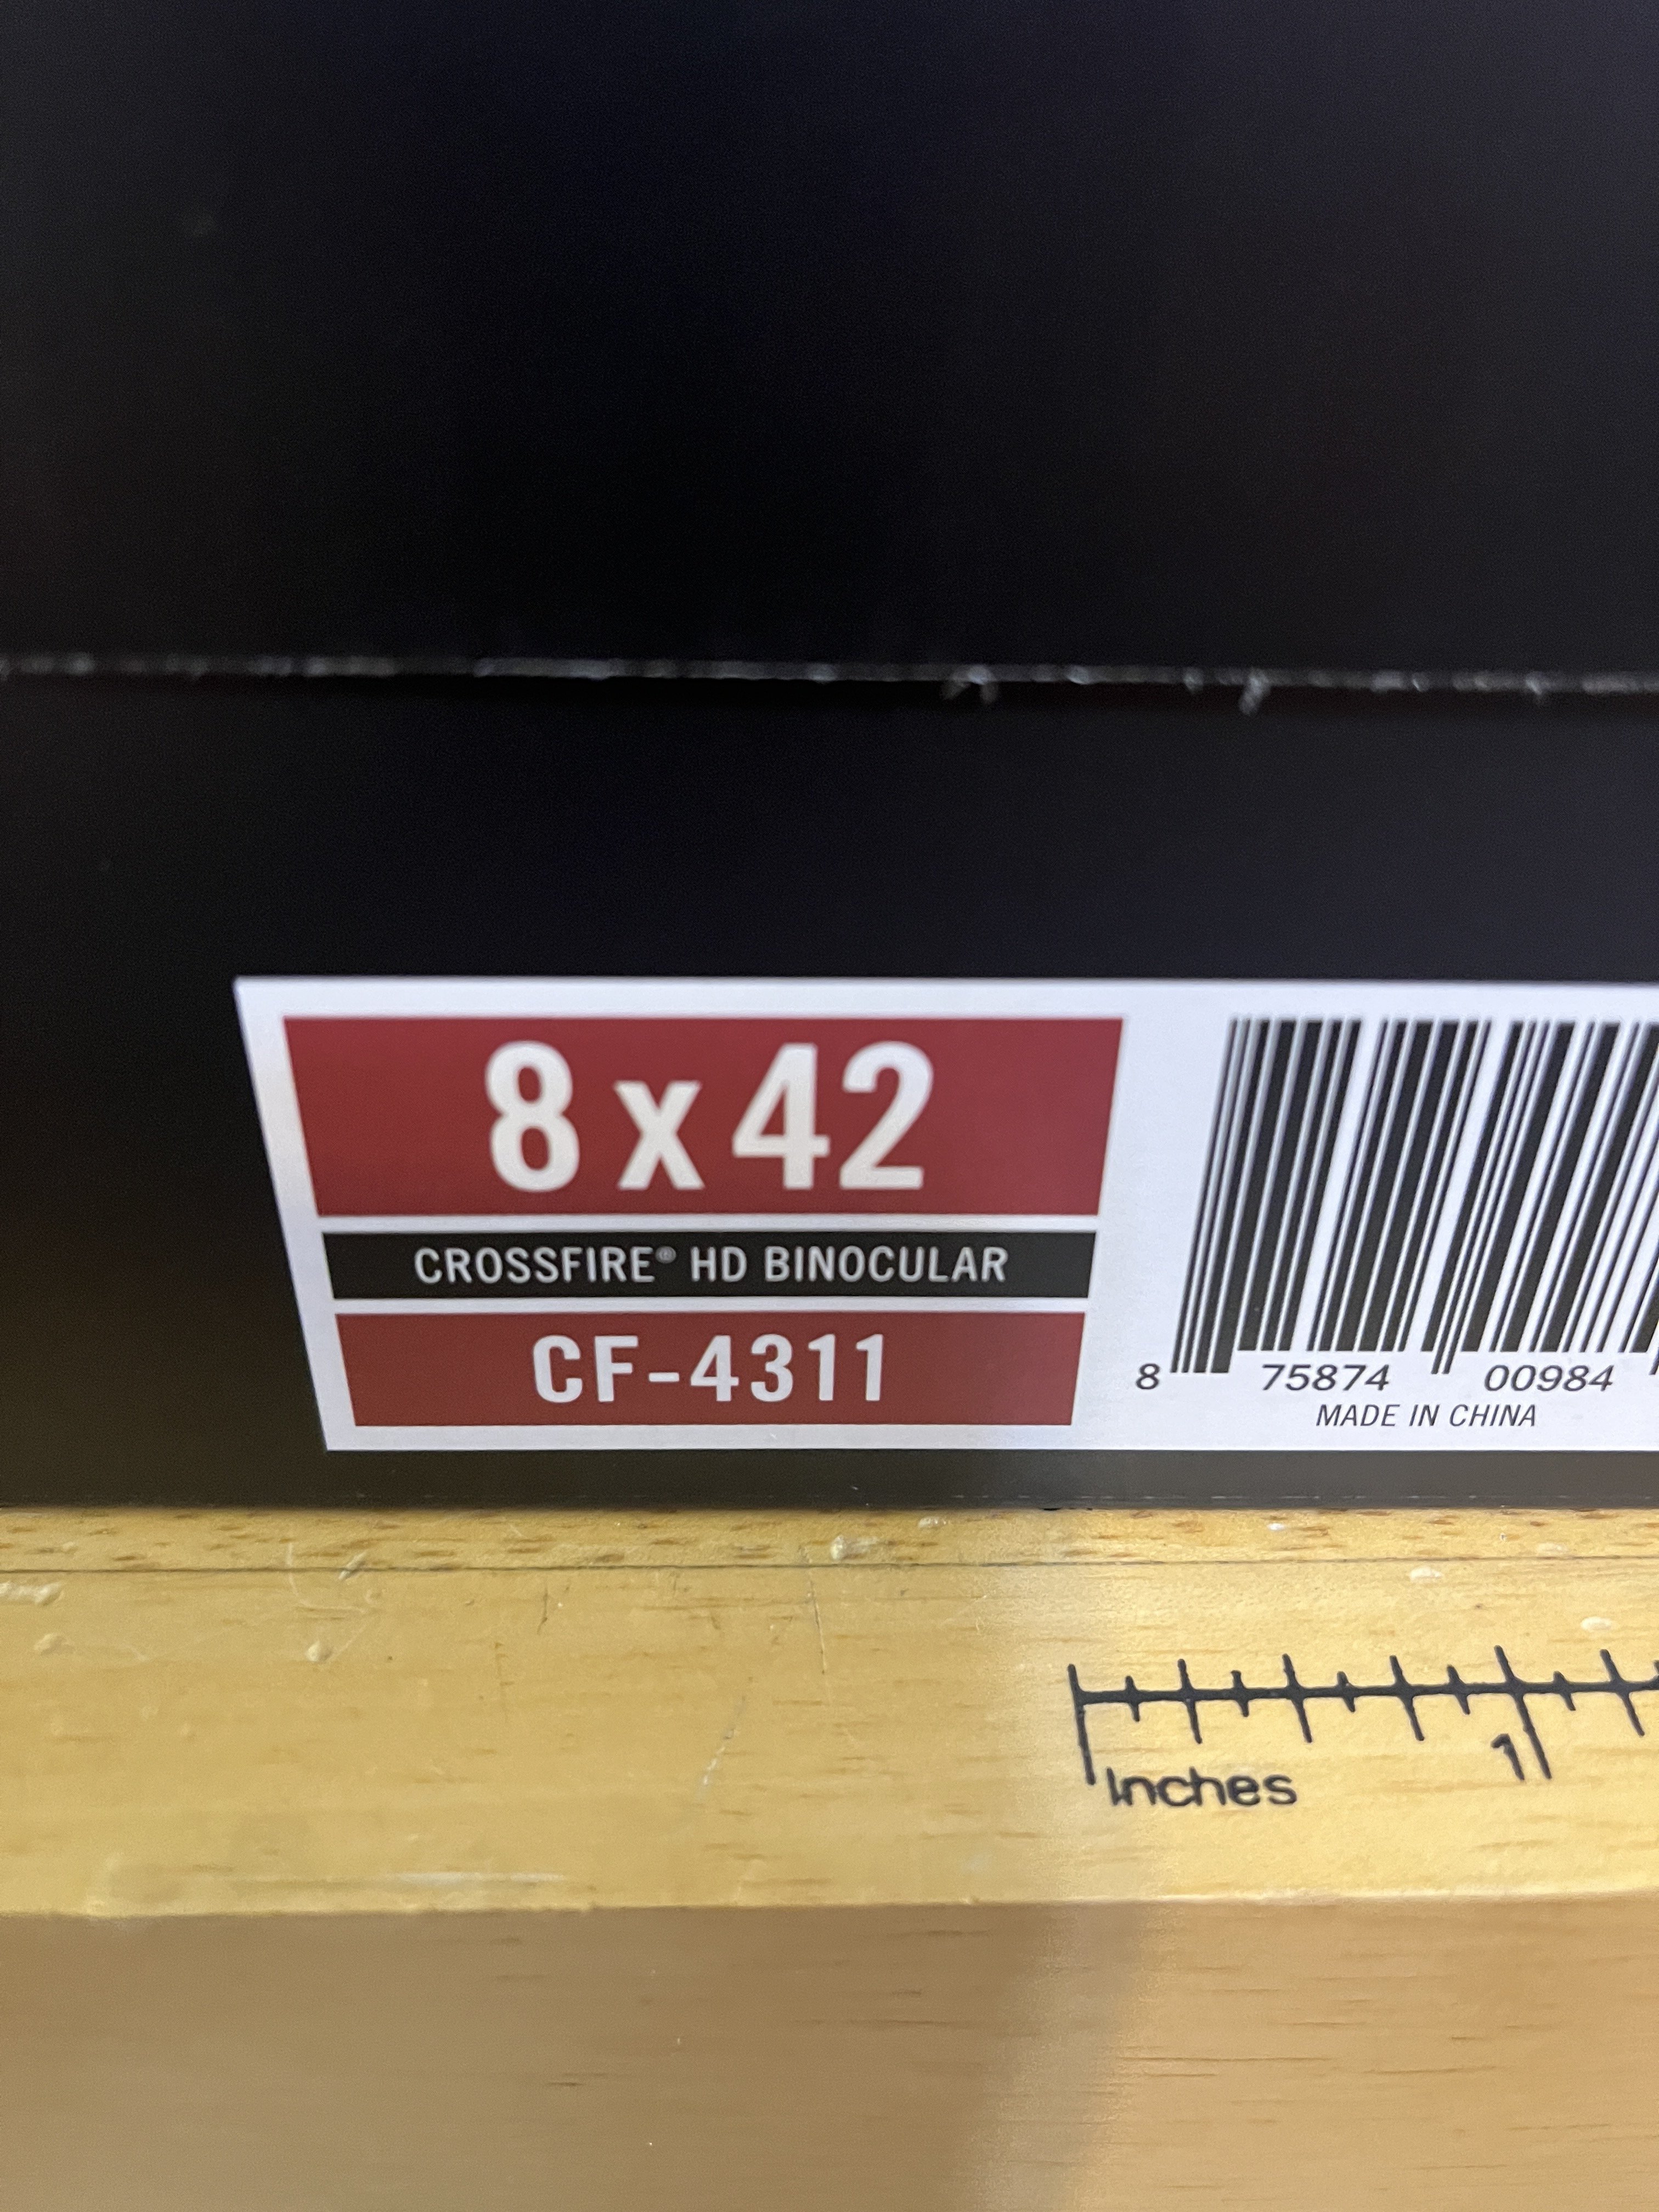 8 x 42
CROSSFIRE® HD BINOCULAR
CF-4311
8 75874 00984
MADE IN CHINA
1
Inches